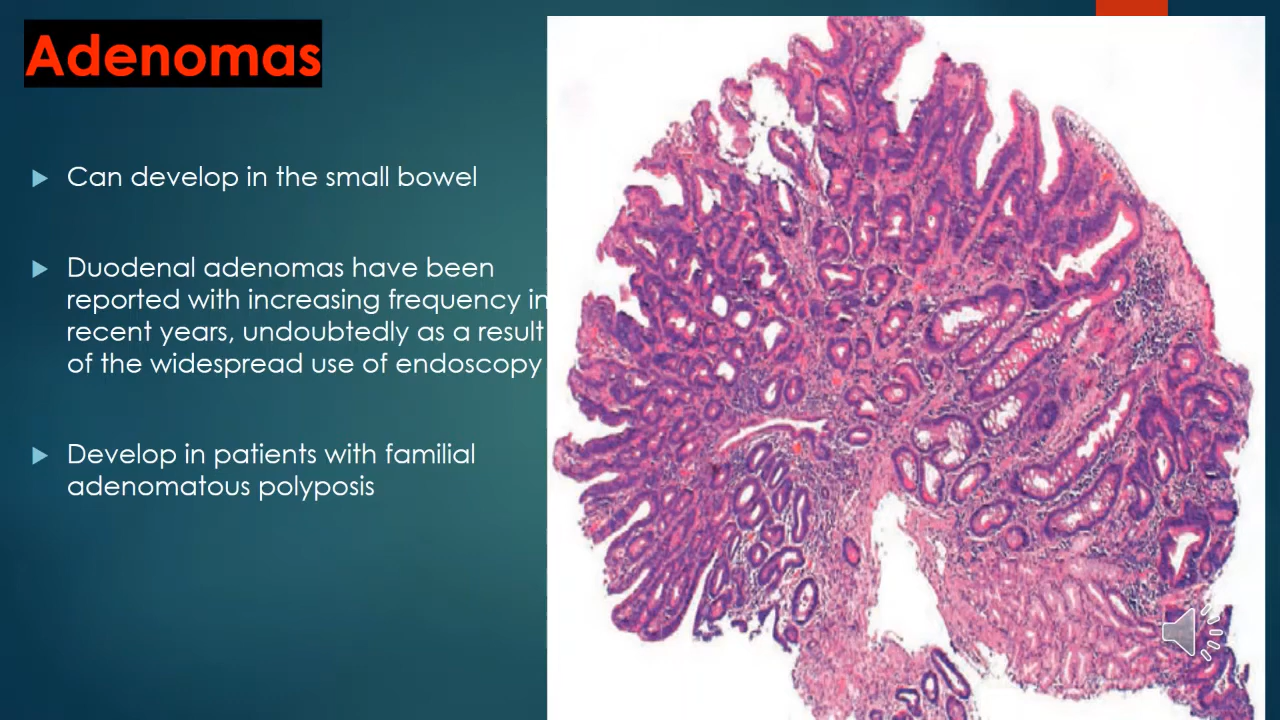 Adenomas
Can develop in the small bowel
Duodenal adenomas have been
reported with increasing frequency in
recent years, undoubtedly as a result
of the widespread use of endoscopy
Develop in patients with familial
adenomatous polyposis